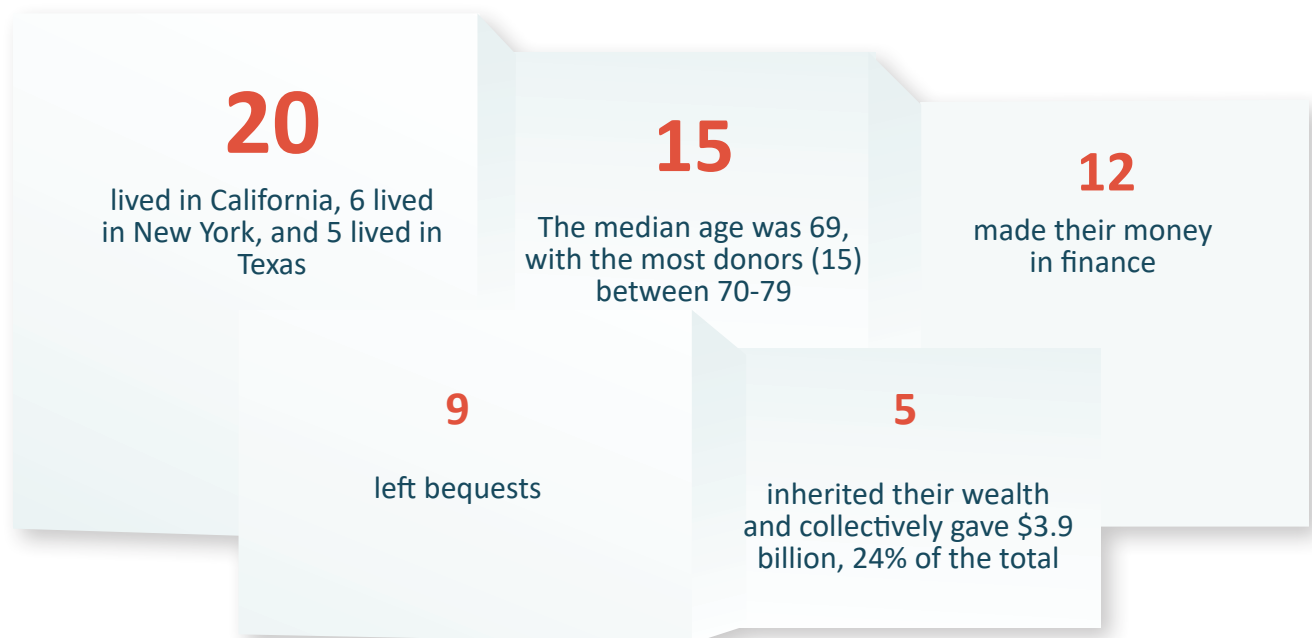 20
lived in California, 6 lived
in New York, and 5 lived in
Texas
15
The median age was 69,
with the most donors (15)
between 70-79
12
made their money
in finance
9
left bequests
5
inherited their wealth
and collectively gave $3.9
billion, 24% of the total